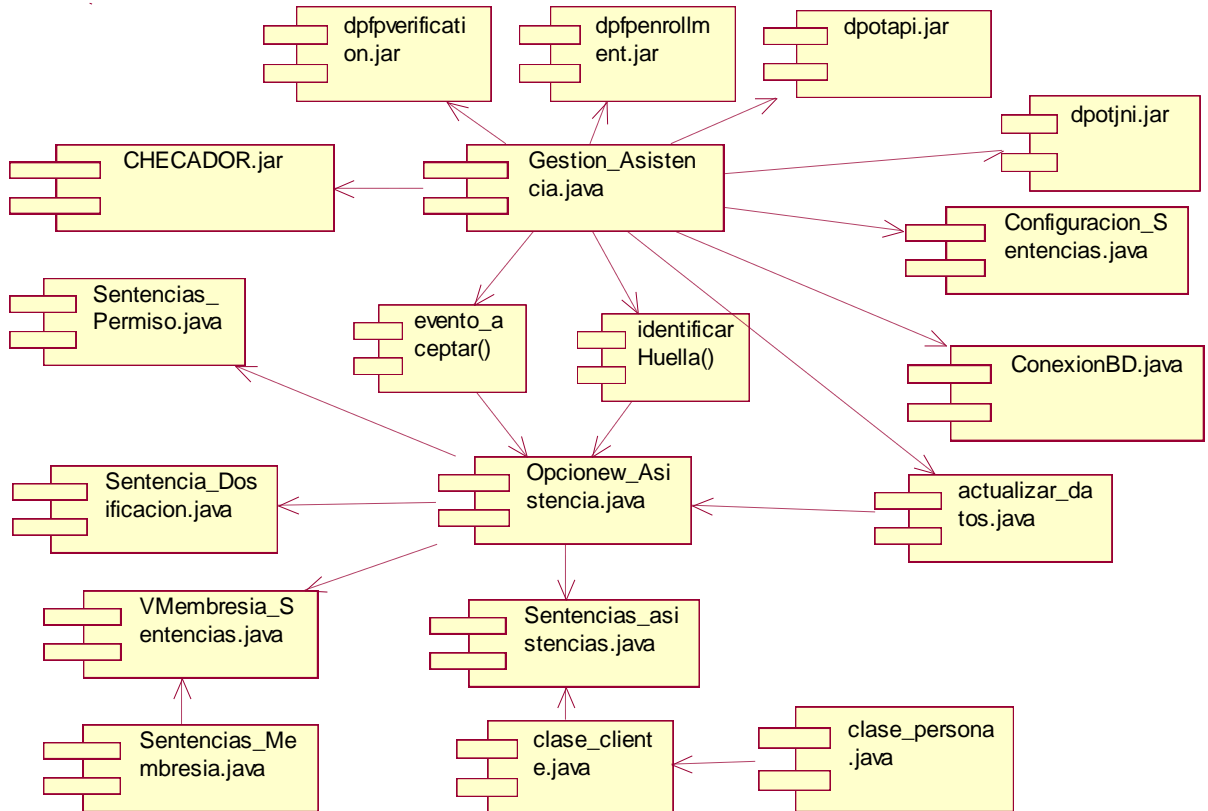 dpfpverificati
on.jar
dpfpenrollm
ent.jar
dpotapi.jar
dpotjni.jar
CHECADOR.jar
Gestion_Asisten
cia.java
Configuracion_S
entencias.java
Sentencias_
Permiso.java
evento_a
ceptar()
identificar
Huella()
ConexionBD.java
Sentencia_Dos
ificacion.java
Opcionew_Asi
stencia.java
actualizar_da
tos.java
VMembresia_S
entencias.java
Sentencias_asi
stencias.java
Sentencias_Me
mbresia.java
clase_client
e.java
clase_persona
.java